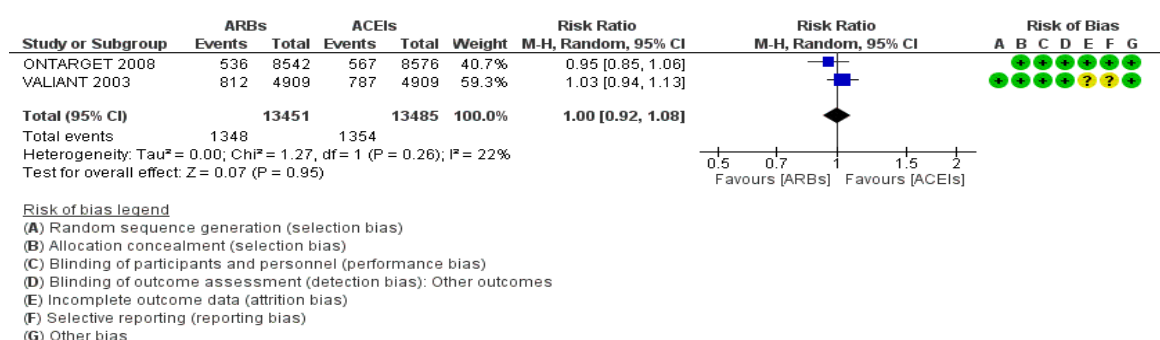 ARBs ACEIs Risk Ratio Risk Ratio Risk of Bias
Study or Subgroup Events Total Events Total Weight M-H, Random, 95% CI M-H, Random, 95% CI A B C D E F G
ONTARGET 2008 536 8542 567 8576 40.7% 0.95 [0.85, 1.06] + + + + + +
VALIANT 2003 812 4909 787 4909 59.3% 1.03 [0.94, 1.13] + + + + ? ? +
Total (95% CI) 13451 13485 100.0% 1.00 [0.92, 1.08]
Total events 1348 1354
Heterogeneity: Tau² = 0.00; Chi² = 1.27, df = 1 (P = 0.26); I² = 22%
Test for overall effect: Z = 0.07 (P = 0.95)
0.5 0.7 1 1.5 2
Favours [ARBs] Favours [ACEIs]
Risk of bias legend
(A) Random sequence generation (selection bias)
(B) Allocation concealment (selection bias)
(C) Blinding of participants and personnel (performance bias)
(D) Blinding of outcome assessment (detection bias): Other outcomes
(E) Incomplete outcome data (attrition bias)
(F) Selective reporting (reporting bias)
(G) Other bias